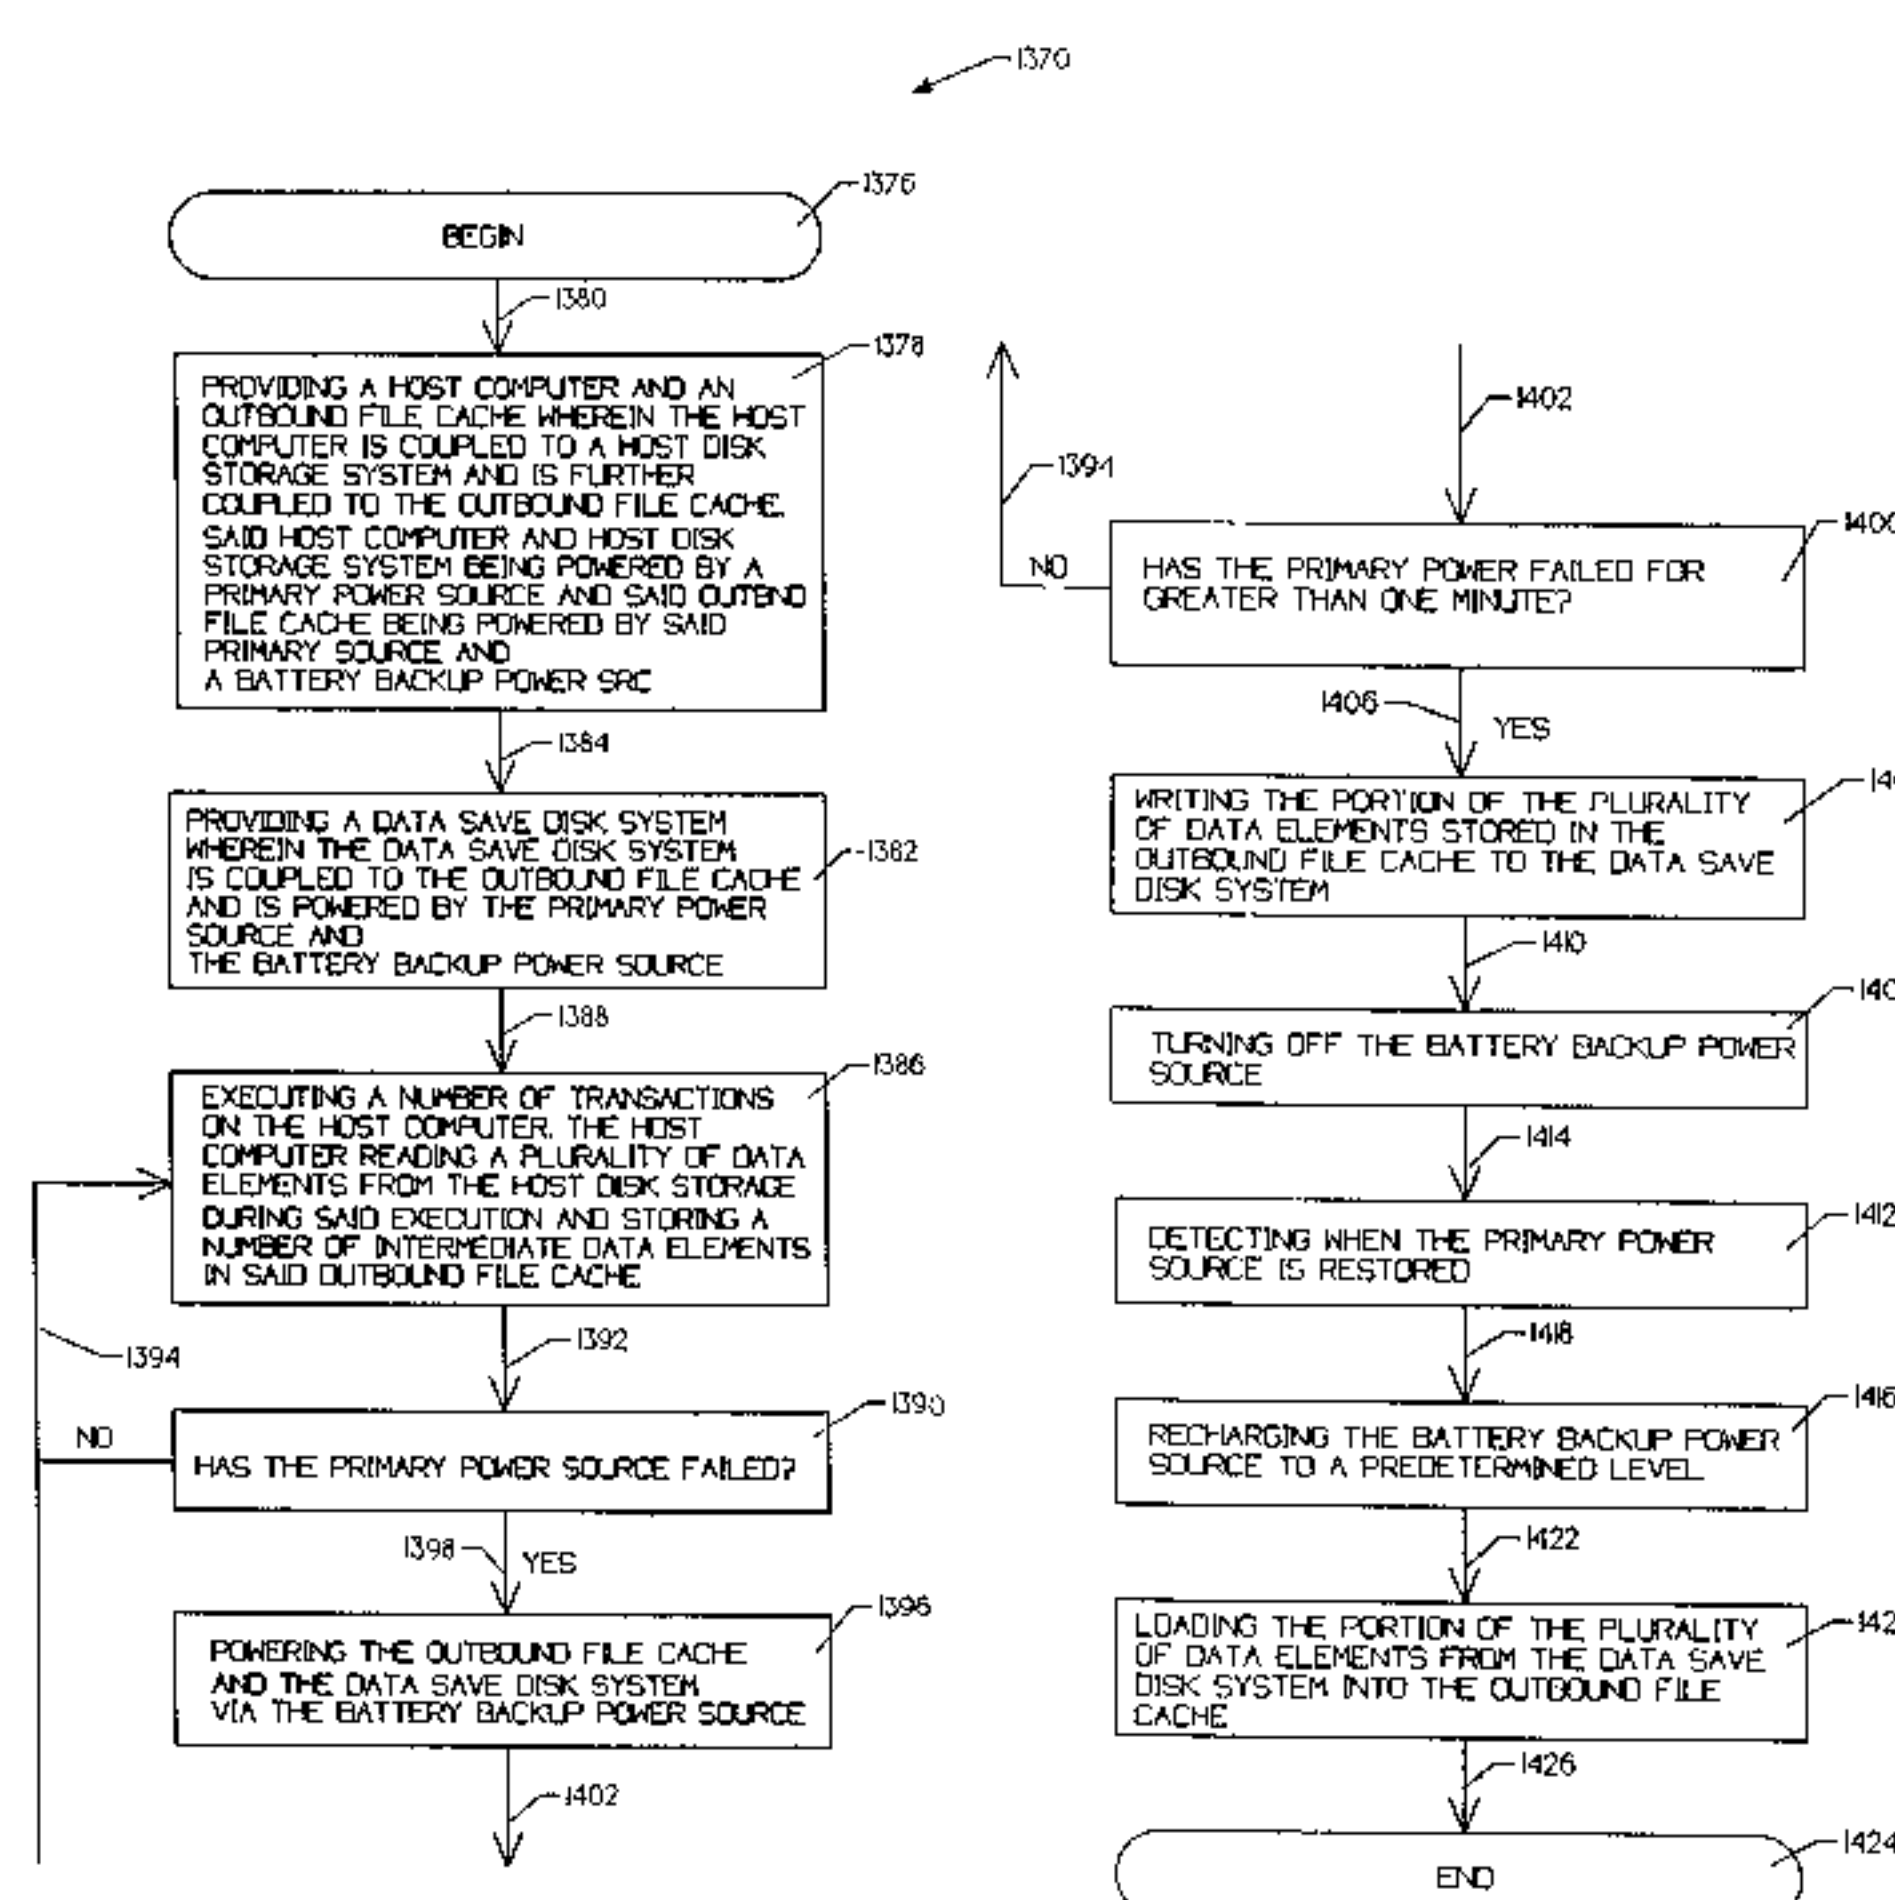 1370
1376
BEGIN
1380
1378
PROVIDING A HOST COMPUTER AND AN
OUTBOUND FILE CACHE WHEREIN THE HOST
COMPUTER IS COUPLED TO A HOST DISK
STORAGE SYSTEM AND IS FURTHER
COUPLED TO THE OUTBOUND FILE CACHE,
SAID HOST COMPUTER AND HOST DISK
STORAGE SYSTEM BEING POWERED BY A
PRIMARY POWER SOURCE AND SAID OUTBND
FILE CACHE BEING POWERED BY SAID
PRIMARY SOURCE AND
A BATTERY BACKUP POWER SRC
1384
PROVIDING A DATA SAVE DISK SYSTEM
WHEREIN THE DATA SAVE DISK SYSTEM
IS COUPLED TO THE OUTBOUND FILE CACHE
AND IS POWERED BY THE PRIMARY POWER
SOURCE AND
THE BATTERY BACKUP POWER SOURCE
1382
1388
1386
EXECUTING A NUMBER OF TRANSACTIONS
ON THE HOST COMPUTER, THE HOST
COMPUTER READING A PLURALITY OF DATA
ELEMENTS FROM THE HOST DISK STORAGE
DURING SAID EXECUTION AND STORING A
NUMBER OF INTERMEDIATE DATA ELEMENTS
IN SAID OUTBOUND FILE CACHE
1392
1394
1390
NO
HAS THE PRIMARY POWER SOURCE FAILED?
1398
YES
1396
POWERING THE OUTBOUND FILE CACHE
AND THE DATA SAVE DISK SYSTEM
VIA THE BATTERY BACKUP POWER SOURCE
1402
1402
1394
1400
NO
HAS THE PRIMARY POWER FAILED FOR
GREATER THAN ONE MINUTE?
1406
YES
WRITING THE PORTION OF THE PLURALITY
OF DATA ELEMENTS STORED IN THE
OUTBOUND FILE CACHE TO THE DATA SAVE
DISK SYSTEM
1410
TURNING OFF THE BATTERY BACKUP POWER
SOURCE
1414
1412
DETECTING WHEN THE PRIMARY POWER
SOURCE IS RESTORED
1418
1416
RECHARGING THE BATTERY BACKUP POWER
SOURCE TO A PREDETERMINED LEVEL
1422
LOADING THE PORTION OF THE PLURALITY
OF DATA ELEMENTS FROM THE DATA SAVE
DISK SYSTEM INTO THE OUTBOUND FILE
CACHE
1426
1424
END